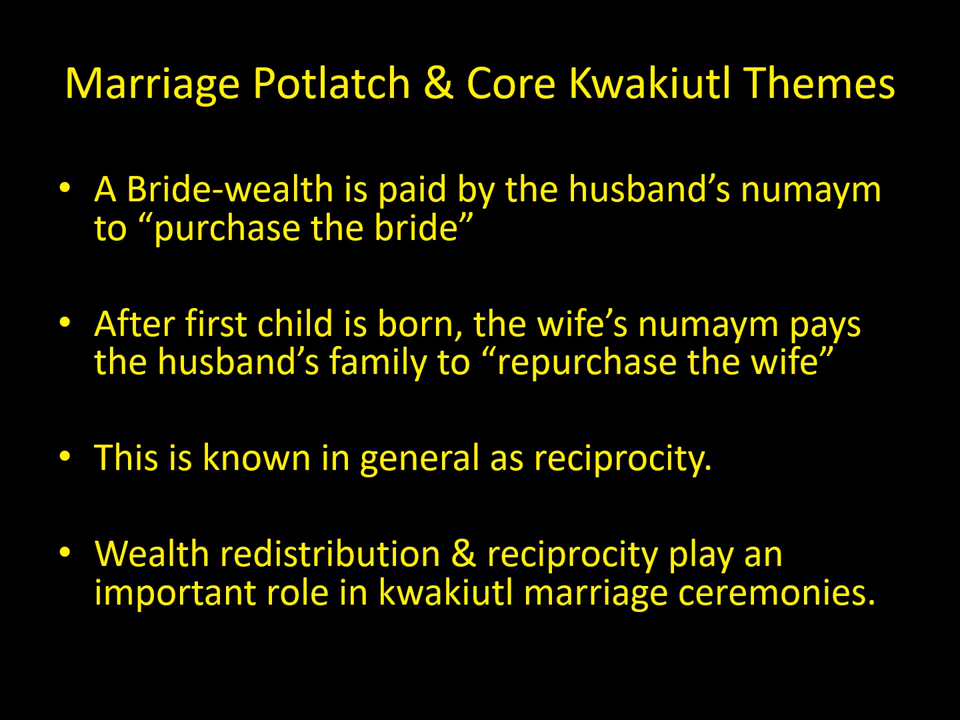 Marriage Potlatch & Core Kwakiutl Themes
• A Bride-wealth is paid by the husband’s numaym
to “purchase the bride”
• After first child is born, the wife’s numaym pays
the husband’s family to “repurchase the wife”
• This is known in general as reciprocity.
• Wealth redistribution & reciprocity play an
important role in kwakiutl marriage ceremonies.